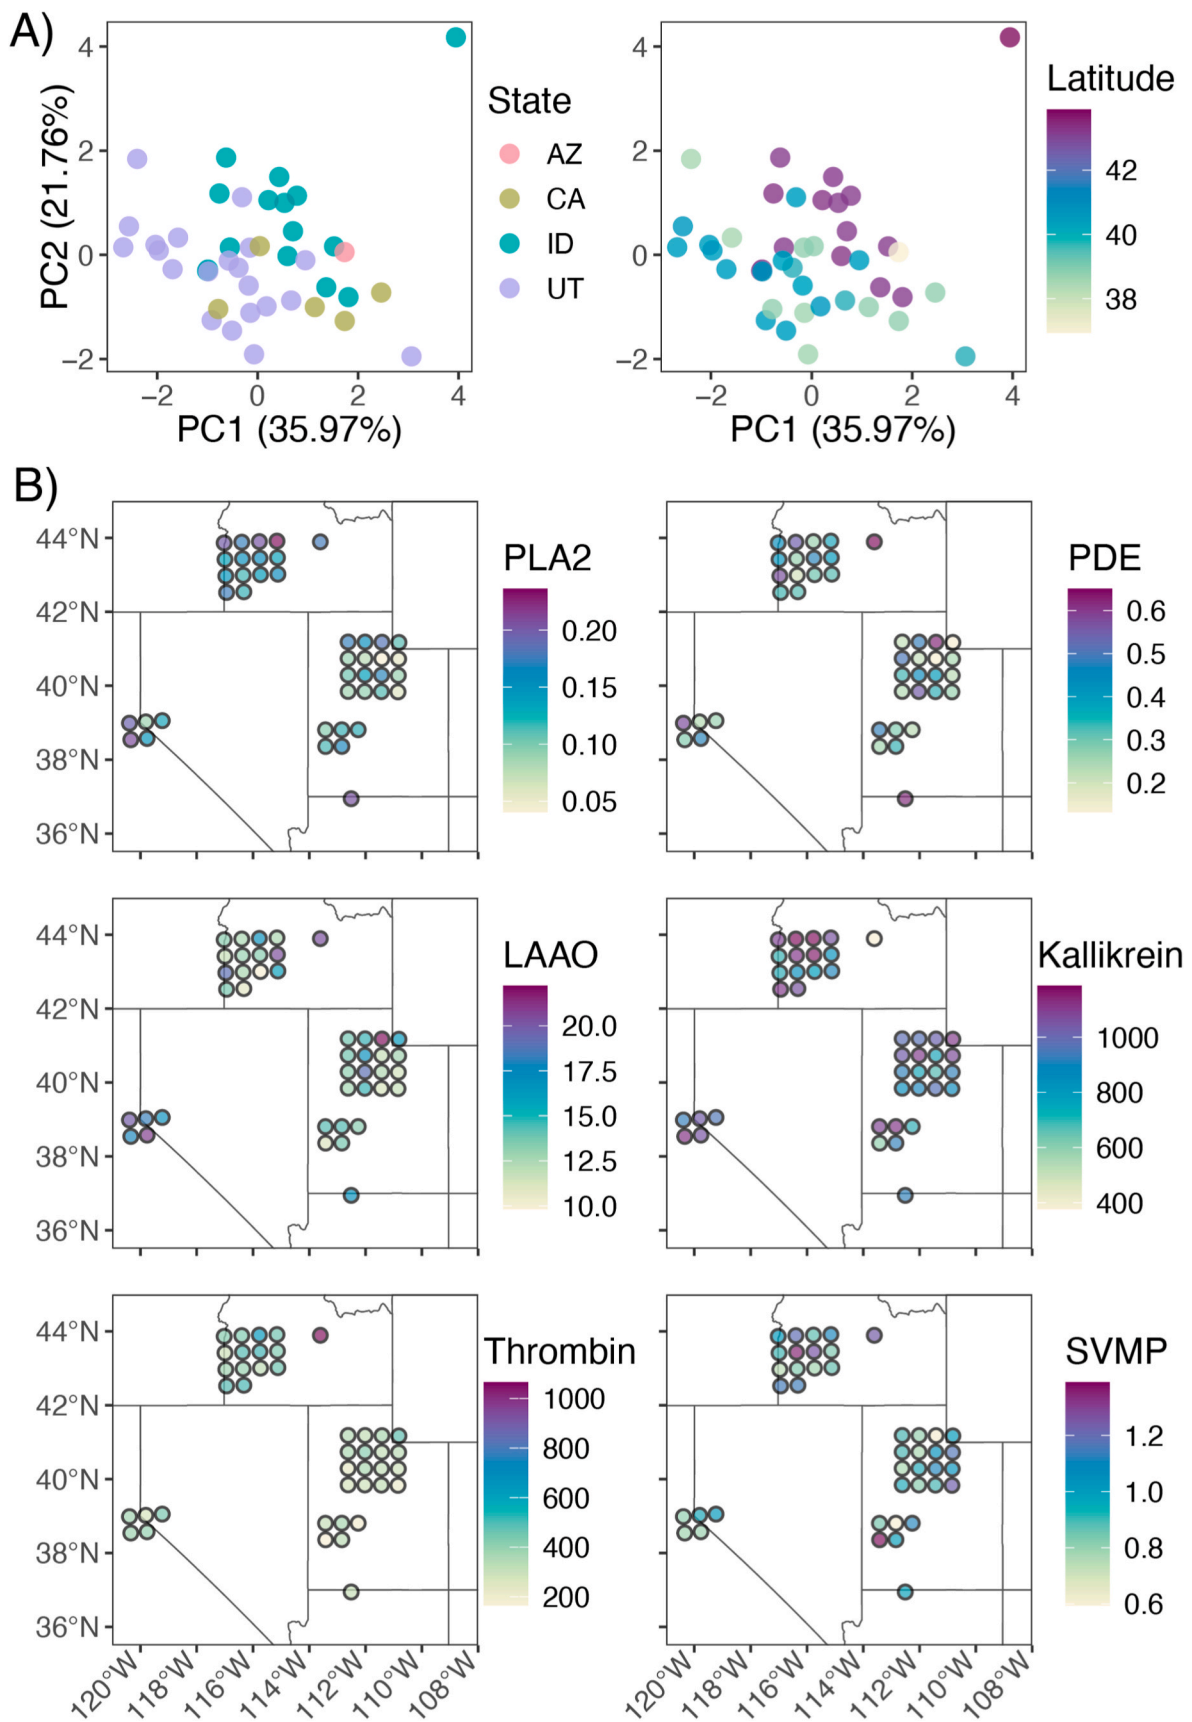 A)
4
2
0
−2
−2 0 2 4
PC1 (35.97%)
PC2 (21.76%)
State
AZ
CA
ID
UT
4
2
0
−2
−2 0 2 4
PC1 (35.97%)
Latitude
42
40
38
B)
44°N
42°N
40°N
38°N
36°N
PLA2
0.20
0.15
0.10
0.05
PDE
0.6
0.5
0.4
0.3
0.2
44°N
42°N
40°N
38°N
36°N
LAAO
20.0
17.5
15.0
12.5
10.0
Kallikrein
1000
800
600
400
44°N
42°N
40°N
38°N
36°N
Thrombin
1000
800
600
400
200
SVMP
1.2
1.0
0.8
0.6
120°W 118°W 116°W 114°W 112°W 110°W 108°W
120°W 118°W 116°W 114°W 112°W 110°W 108°W